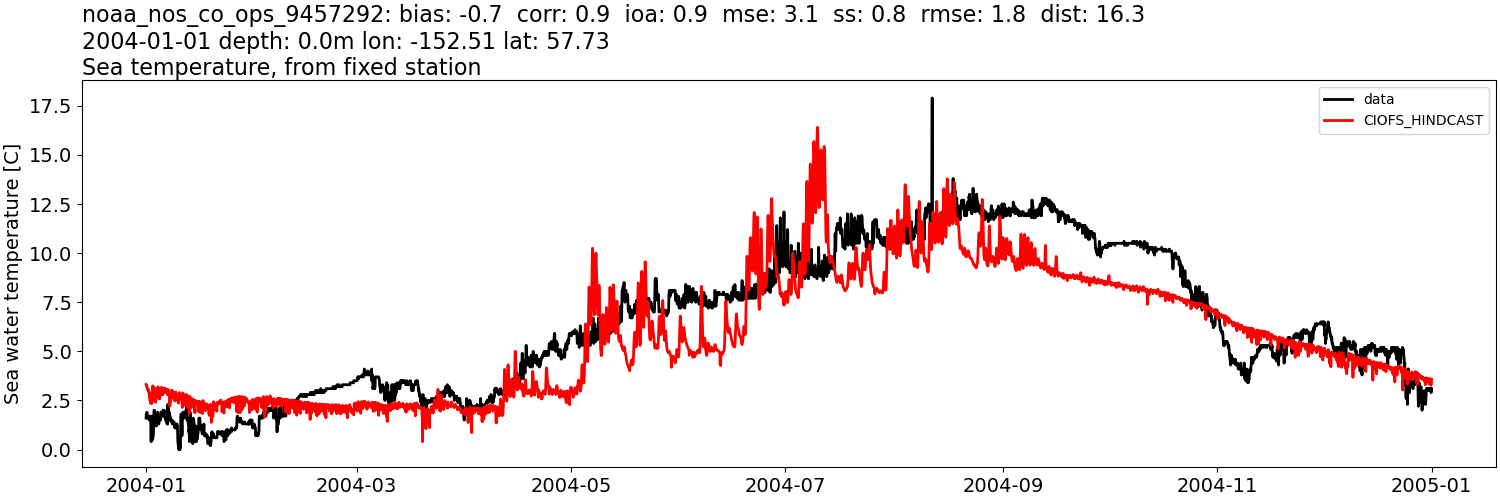 noaa_nos_co_ops_9457292: bias: -0.7  corr: 0.9  ioa: 0.9  mse: 3.1  ss: 0.8  rmse: 1.8  dist: 16.3
2004-01-01 depth: 0.0m lon: -152.51 lat: 57.73
Sea temperature, from fixed station
data
CIOFS_HINDCAST
Sea water temperature [C]
17.5
15.0
12.5
10.0
7.5
5.0
2.5
0.0
2004-01
2004-03
2004-05
2004-07
2004-09
2004-11
2005-01